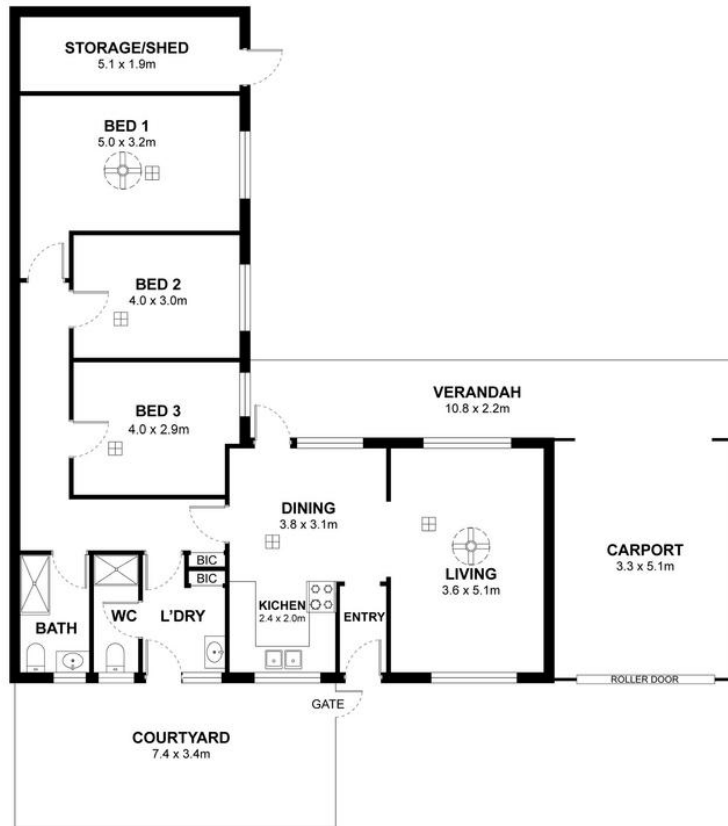 STORAGE/SHED
5.1 x 1.9m
BED 1
5.0 x 3.2m
BED 2
4.0 x 3.0m
BED 3
4.0 x 2.9m
VERANDAH
10.8 x 2.2m
DINING
3.8 x 3.1m
LIVING
3.6 x 5.1m
CARPORT
3.3 x 5.1m
BIC
BIC
KICHEN
2.4 x 2.0m
ENTRY
BATH
WC
L'DRY
ROLLER DOOR
GATE
COURTYARD
7.4 x 3.4m